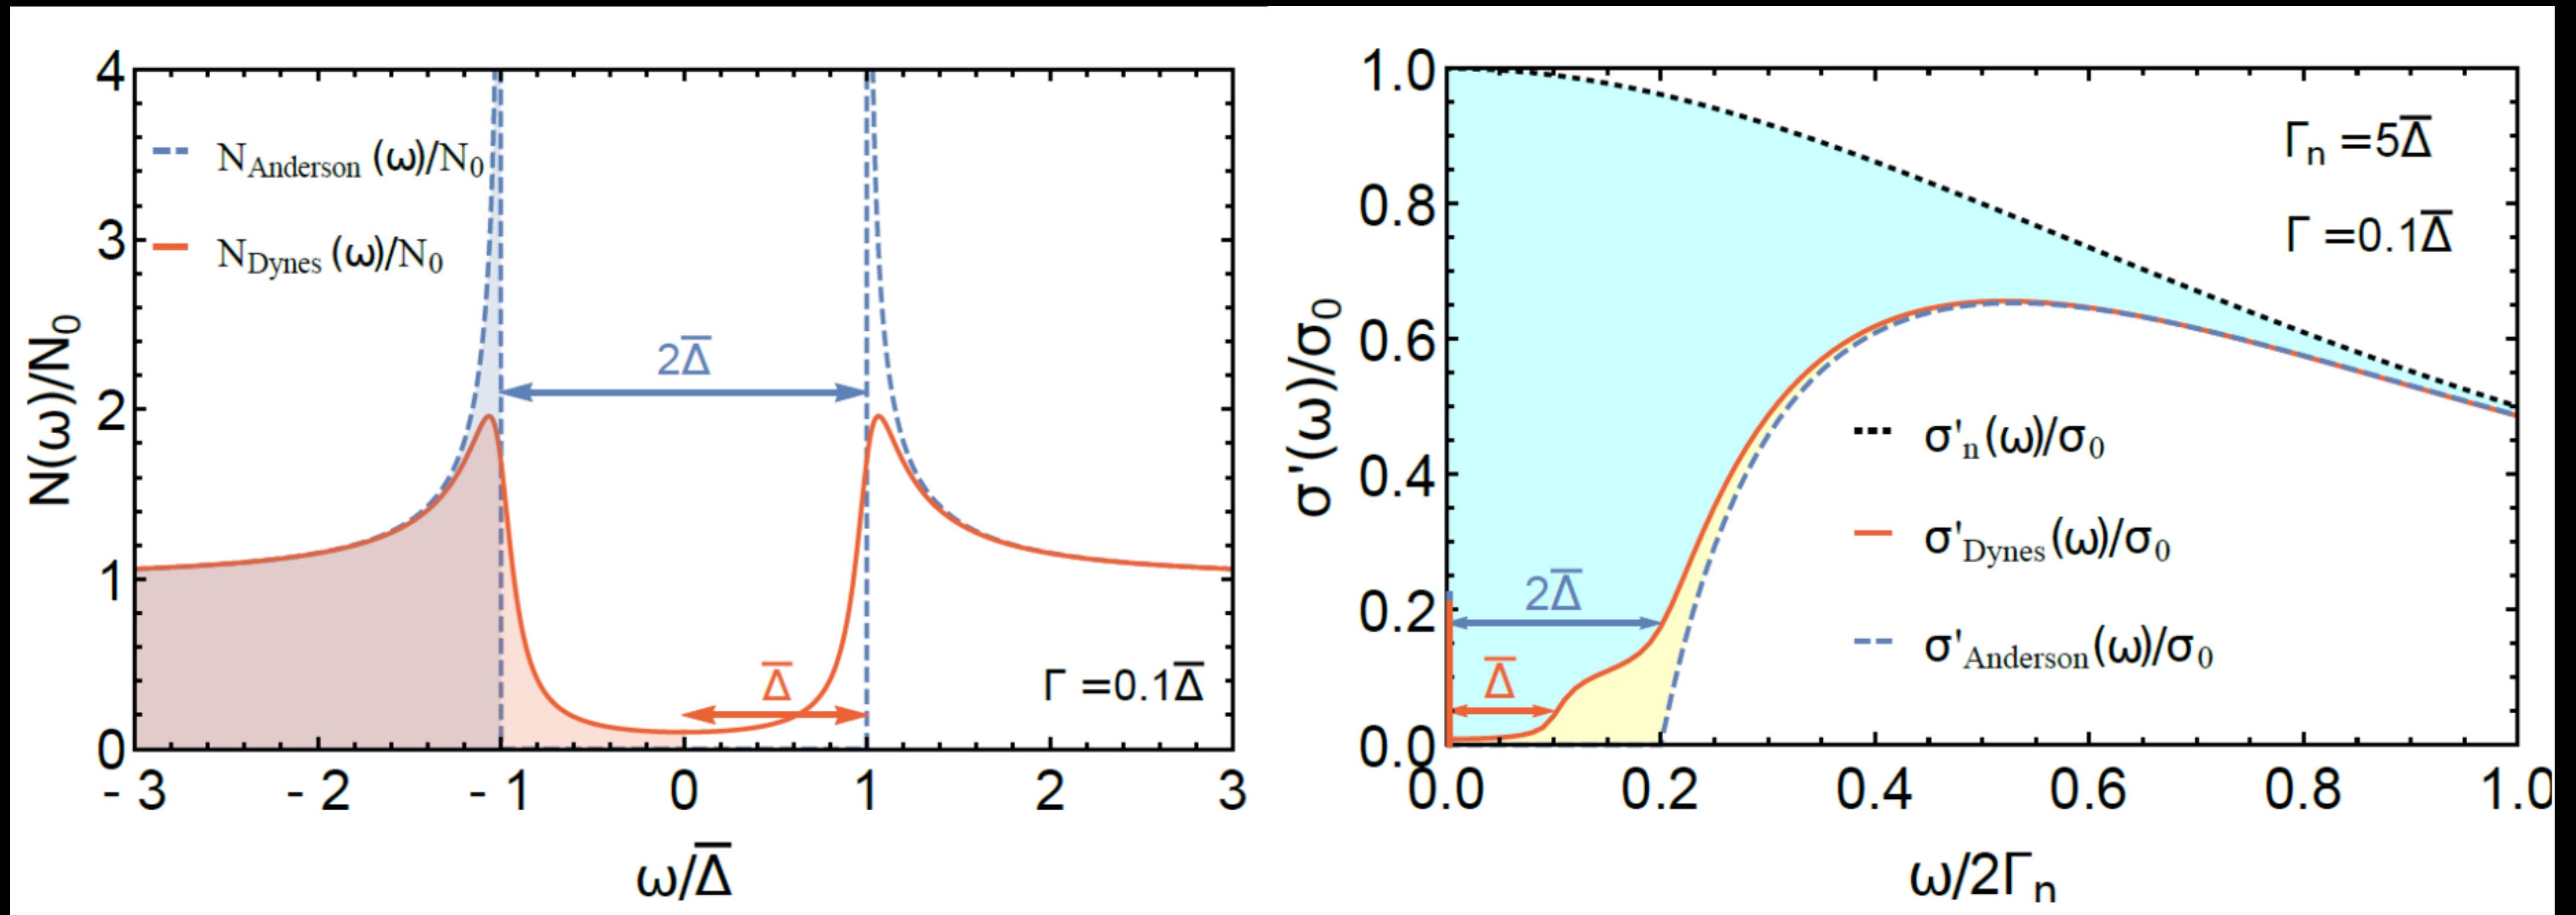 4
3
2
1
0
N(ω)/N₀
N_Anderson (ω)/N₀
N_Dynes (ω)/N₀
2Δ̅
Δ̅
Γ =0.1Δ̅
- 3 - 2 - 1 0 1 2 3
ω/Δ̅
1.0
0.8
0.6
0.4
0.2
0.0
σ'(ω)/σ₀
Γₙ =5Δ̅
Γ =0.1Δ̅
2Δ̅
Δ̅
σ'ₙ(ω)/σ₀
σ'_Dynes(ω)/σ₀
σ'_Anderson(ω)/σ₀
0.0 0.2 0.4 0.6 0.8 1.0
ω/2Γₙ